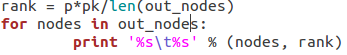 rank = p*pk/len(out_nodes)
for nodes in out_nodes:
print '%s\t%s' % (nodes, rank)